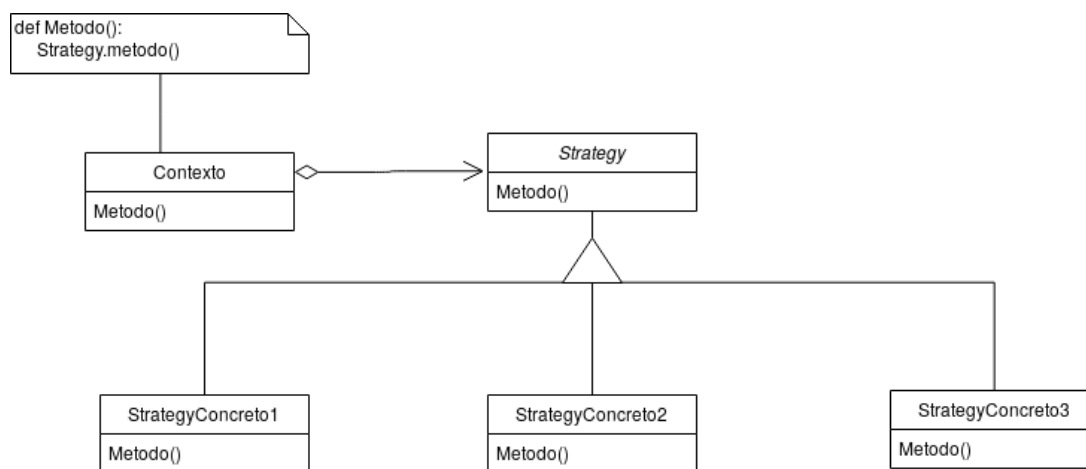 def Metodo():
Strategy.metodo()
Contexto
Metodo()
Strategy
Metodo()
StrategyConcreto1
Metodo()
StrategyConcreto2
Metodo()
StrategyConcreto3
Metodo()